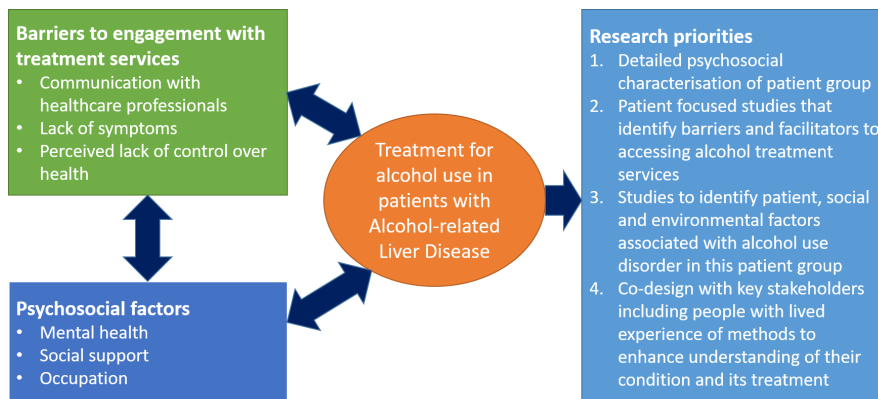 Barriers to engagement with
treatment services
• Communication with
healthcare professionals
• Lack of symptoms
• Perceived lack of control over
health
Psychosocial factors
• Mental health
• Social support
• Occupation
Treatment for
alcohol use in
patients with
Alcohol-related
Liver Disease
Research priorities
1. Detailed psychosocial
characterisation of patient group
2. Patient focused studies that
identify barriers and facilitators to
accessing alcohol treatment
services
3. Studies to identify patient, social
and environmental factors
associated with alcohol use
disorder in this patient group
4. Co-design with key stakeholders
including people with lived
experience of methods to
enhance understanding of their
condition and its treatment